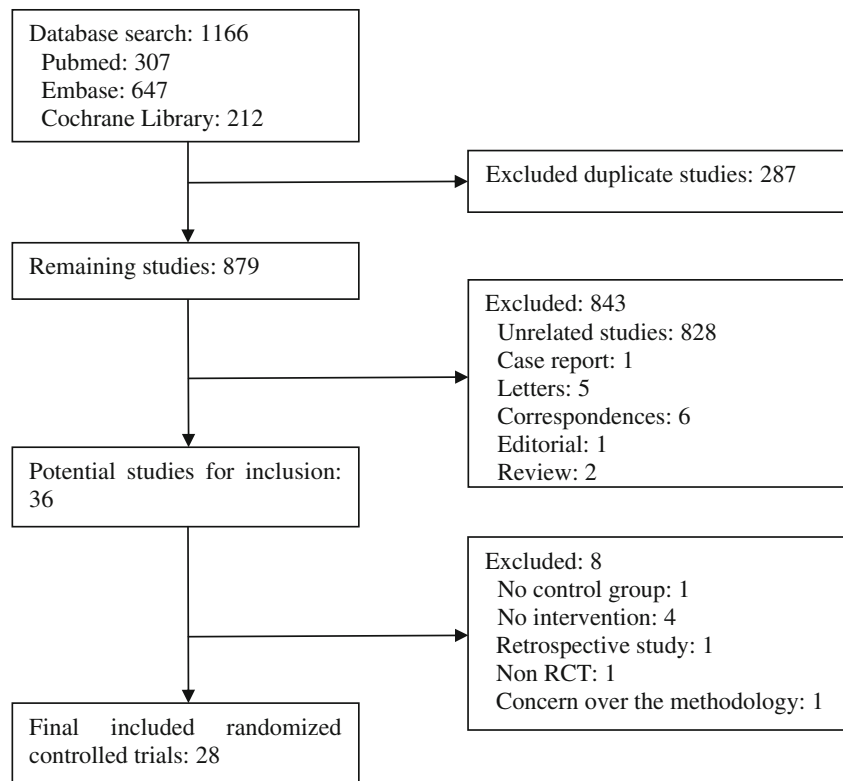 Database search: 1166
Pubmed: 307
Embase: 647
Cochrane Library: 212
Excluded duplicate studies: 287
Remaining studies: 879
Excluded: 843
Unrelated studies: 828
Case report: 1
Letters: 5
Correspondences: 6
Editorial: 1
Review: 2
Potential studies for inclusion:
36
Excluded: 8
No control group: 1
No intervention: 4
Retrospective study: 1
Non RCT: 1
Concern over the methodology: 1
Final included randomized
controlled trials: 28